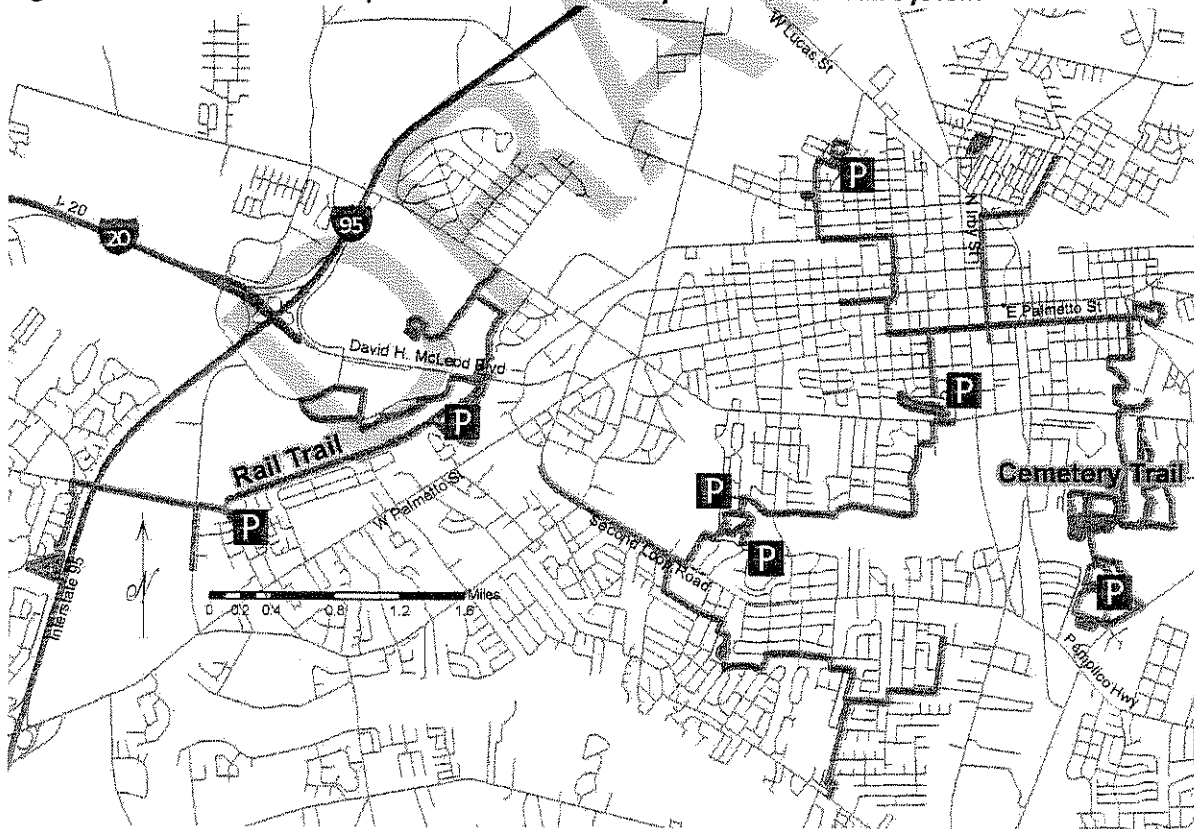 W Lucas St
P
N Irby St
I- 20
20
95
E Palmetto St
David H. McLeod Blvd
P
P
Rail Trail
Cemetery Trail
P
W Palmetto St
P
Second Loop Road
P
P
Interstate 95
N
Miles
0 0.2 0.4 0.8 1.2 1.6
Pamplico Hwy